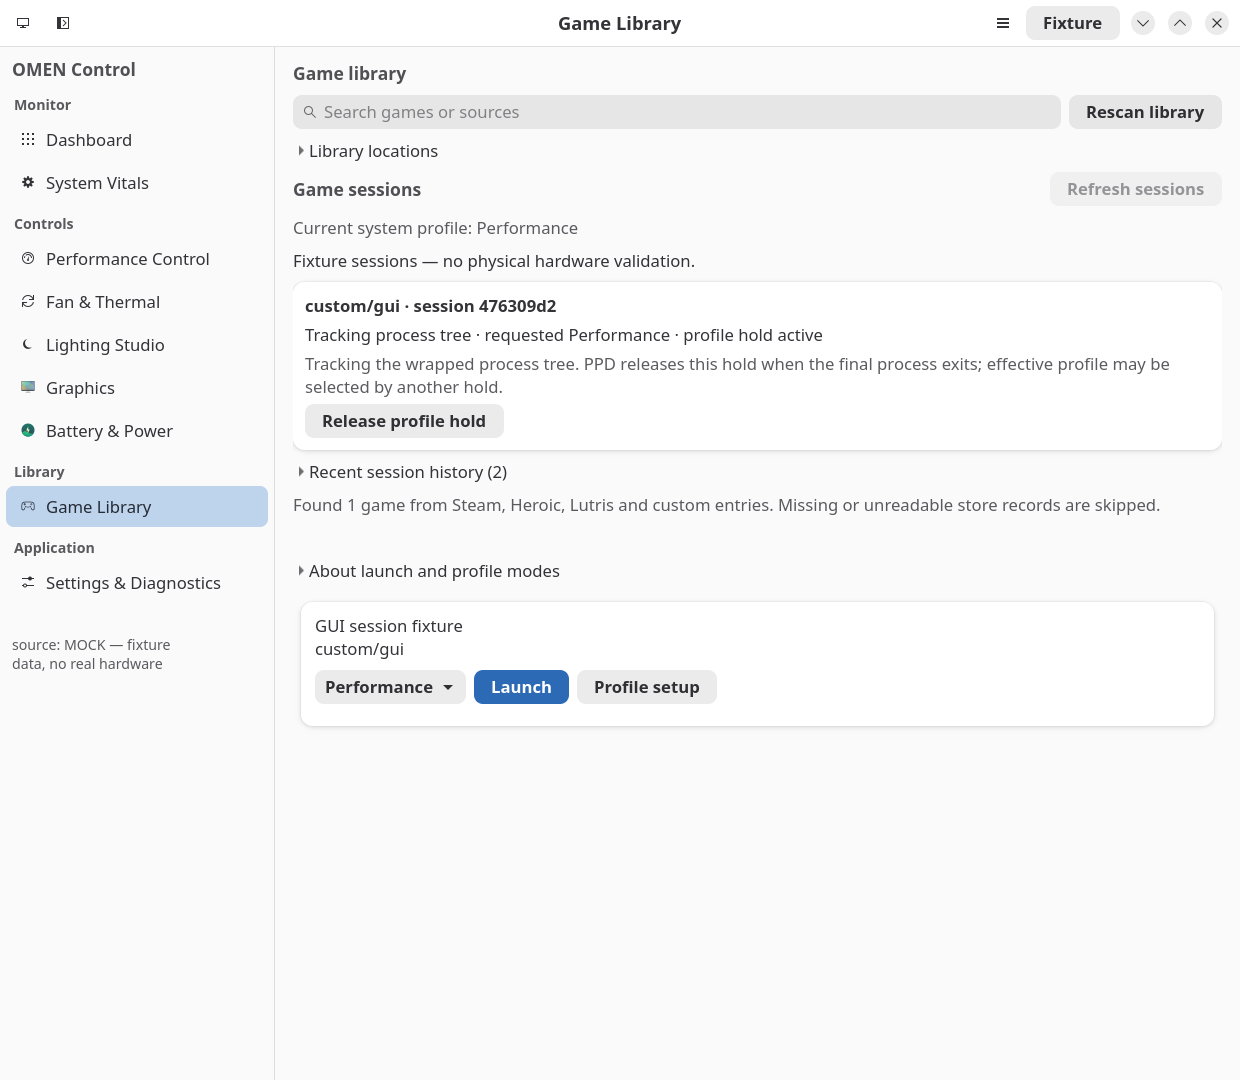 Game Library
Fixture
OMEN Control
Monitor
Dashboard
System Vitals
Controls
Performance Control
Fan & Thermal
Lighting Studio
Graphics
Battery & Power
Library
Game Library
Application
Settings & Diagnostics
source: MOCK — fixture
data, no real hardware
Game library
Search games or sources
Rescan library
Library locations
Game sessions
Refresh sessions
Current system profile: Performance
Fixture sessions — no physical hardware validation.
custom/gui · session 476309d2
Tracking process tree · requested Performance · profile hold active
Tracking the wrapped process tree. PPD releases this hold when the final process exits; effective profile may be
selected by another hold.
Release profile hold
Recent session history (2)
Found 1 game from Steam, Heroic, Lutris and custom entries. Missing or unreadable store records are skipped.
About launch and profile modes
GUI session fixture
custom/gui
Performance
Launch
Profile setup